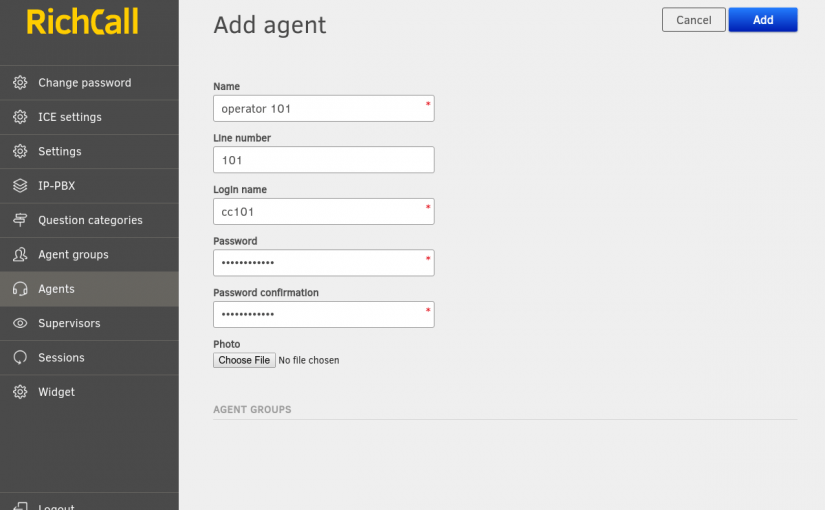 RichCall
Change password
ICE settings
Settings
IP-PBX
Question categories
Agent groups
Agents
Supervisors
Sessions
Widget
Logout
Add agent
Cancel
Add
Name
operator 101
*
Line number
101
Login name
cc101
*
Password
••••••••••••
*
Password confirmation
••••••••••••
*
Photo
Choose File No file chosen
AGENT GROUPS